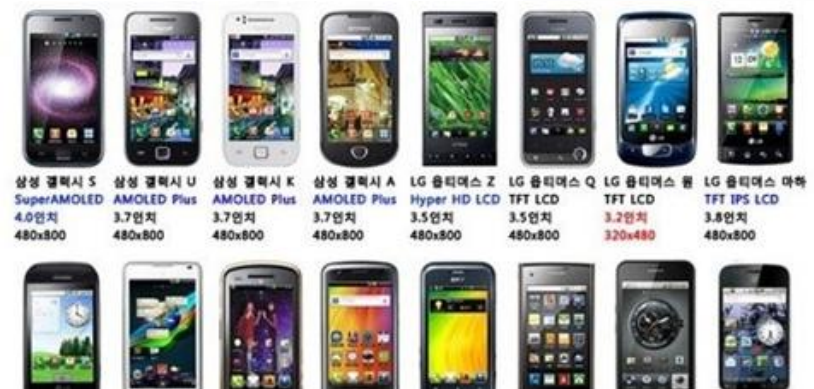 삼성 갤럭시 S
SuperAMOLED
4.0인치
480x800
삼성 갤럭시 U
AMOLED Plus
3.7인치
480x800
삼성 갤럭시 K
AMOLED Plus
3.7인치
480x800
삼성 갤럭시 A
AMOLED Plus
3.7인치
480x800
LG 옵티머스 Z
Hyper HD LCD
3.5인치
480x800
LG 옵티머스 Q
TFT LCD
3.5인치
480x800
LG 옵티머스 원
TFT LCD
3.2인치
320x480
LG 옵티머스 마하
TFT IPS LCD
3.8인치
480x800